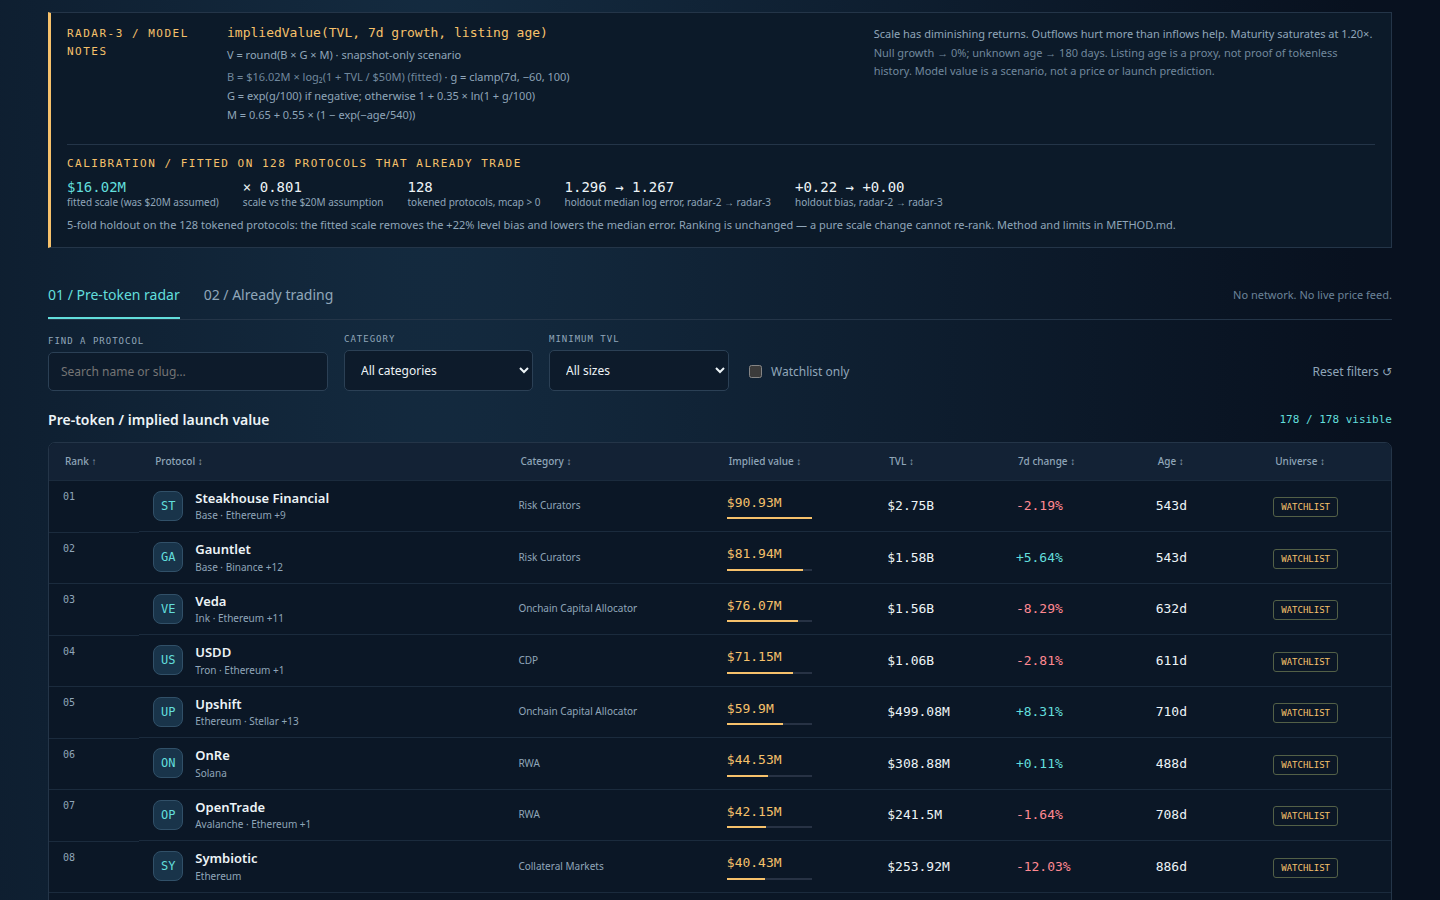 RADAR-3 / MODEL
NOTES
impliedValue(TVL, 7d growth, listing age)
V = round(B × G × M) · snapshot-only scenario
B = $16.02M × log₂(1 + TVL / $50M) (fitted) · g = clamp(7d, −60, 100)
G = exp(g/100) if negative; otherwise 1 + 0.35 × ln(1 + g/100)
M = 0.65 + 0.55 × (1 − exp(−age/540))
Scale has diminishing returns. Outflows hurt more than inflows help. Maturity saturates at 1.20×.
Null growth → 0%; unknown age → 180 days. Listing age is a proxy, not proof of tokenless
history. Model value is a scenario, not a price or launch prediction.
CALIBRATION / FITTED ON 128 PROTOCOLS THAT ALREADY TRADE
$16.02M
fitted scale (was $20M assumed)
× 0.801
scale vs the $20M assumption
128
tokened protocols, mcap > 0
1.296 → 1.267
holdout median log error, radar-2 → radar-3
+0.22 → +0.00
holdout bias, radar-2 → radar-3
5-fold holdout on the 128 tokened protocols: the fitted scale removes the +22% level bias and lowers the median error. Ranking is unchanged — a pure scale change cannot re-rank. Method and limits in METHOD.md.
01 / Pre-token radar
02 / Already trading
No network. No live price feed.
FIND A PROTOCOL
CATEGORY
MINIMUM TVL
Search name or slug...
All categories
All sizes
Watchlist only
Reset filters ↺
Pre-token / implied launch value
178 / 178 visible
Rank ↑ Protocol ↕ Category ↕ Implied value ↕ TVL ↕ 7d change ↕ Age ↕ Universe ↕
01 ST Steakhouse Financial Risk Curators $90.93M $2.75B -2.19% 543d WATCHLIST
Base · Ethereum +9
02 GA Gauntlet Risk Curators $81.94M $1.58B +5.64% 543d WATCHLIST
Base · Binance +12
03 VE Veda Onchain Capital Allocator $76.07M $1.56B -8.29% 632d WATCHLIST
Ink · Ethereum +11
04 US USDD CDP $71.15M $1.06B -2.81% 611d WATCHLIST
Tron · Ethereum +1
05 UP Upshift Onchain Capital Allocator $59.9M $499.08M +8.31% 710d WATCHLIST
Ethereum · Stellar +13
06 ON OnRe RWA $44.53M $308.88M +0.11% 488d WATCHLIST
Solana
07 OP OpenTrade RWA $42.15M $241.5M -1.64% 708d WATCHLIST
Avalanche · Ethereum +1
08 SY Symbiotic Collateral Markets $40.43M $253.92M -12.03% 886d WATCHLIST
Ethereum